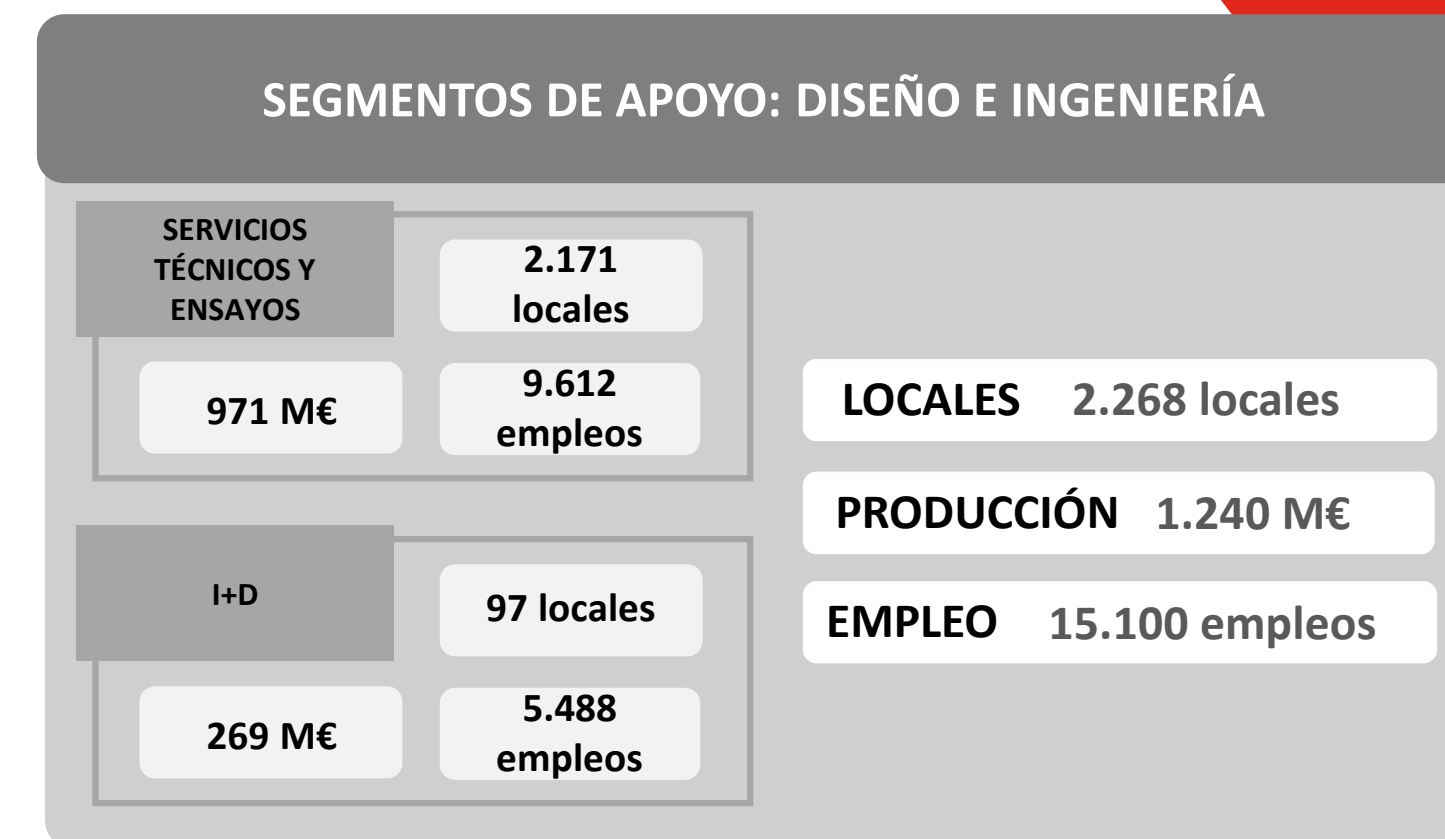 SEGMENTOS DE APOYO: DISEÑO E INGENIERÍA
SERVICIOS
TÉCNICOS Y
ENSAYOS
2.171
locales
971 M€
9.612
empleos
I+D
97 locales
269 M€
5.488
empleos
LOCALES 2.268 locales
PRODUCCIÓN 1.240 M€
EMPLEO 15.100 empleos